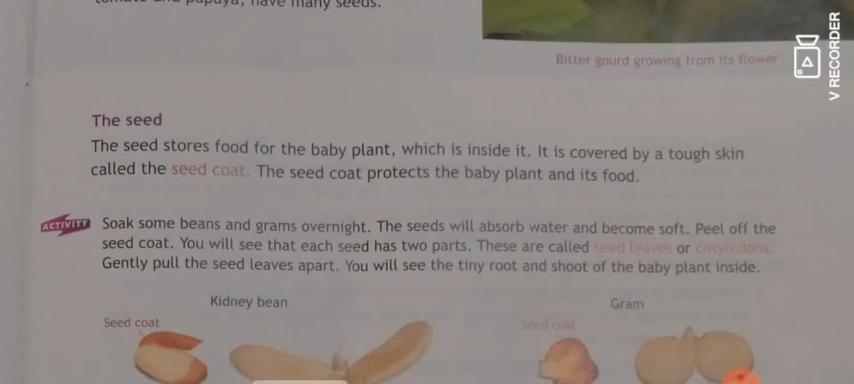 and papaya, have many seeds.
Bitter gourd growing from its flower
V RECORDER
The seed
The seed stores food for the baby plant, which is inside it. It is covered by a tough skin
called the seed coat. The seed coat protects the baby plant and its food.
ACTIVITY
Soak some beans and grams overnight. The seeds will absorb water and become soft. Peel off the
seed coat. You will see that each seed has two parts. These are called seed leaves or cotyledons.
Gently pull the seed leaves apart. You will see the tiny root and shoot of the baby plant inside.
Kidney bean
Gram
Seed coat
Seed coat